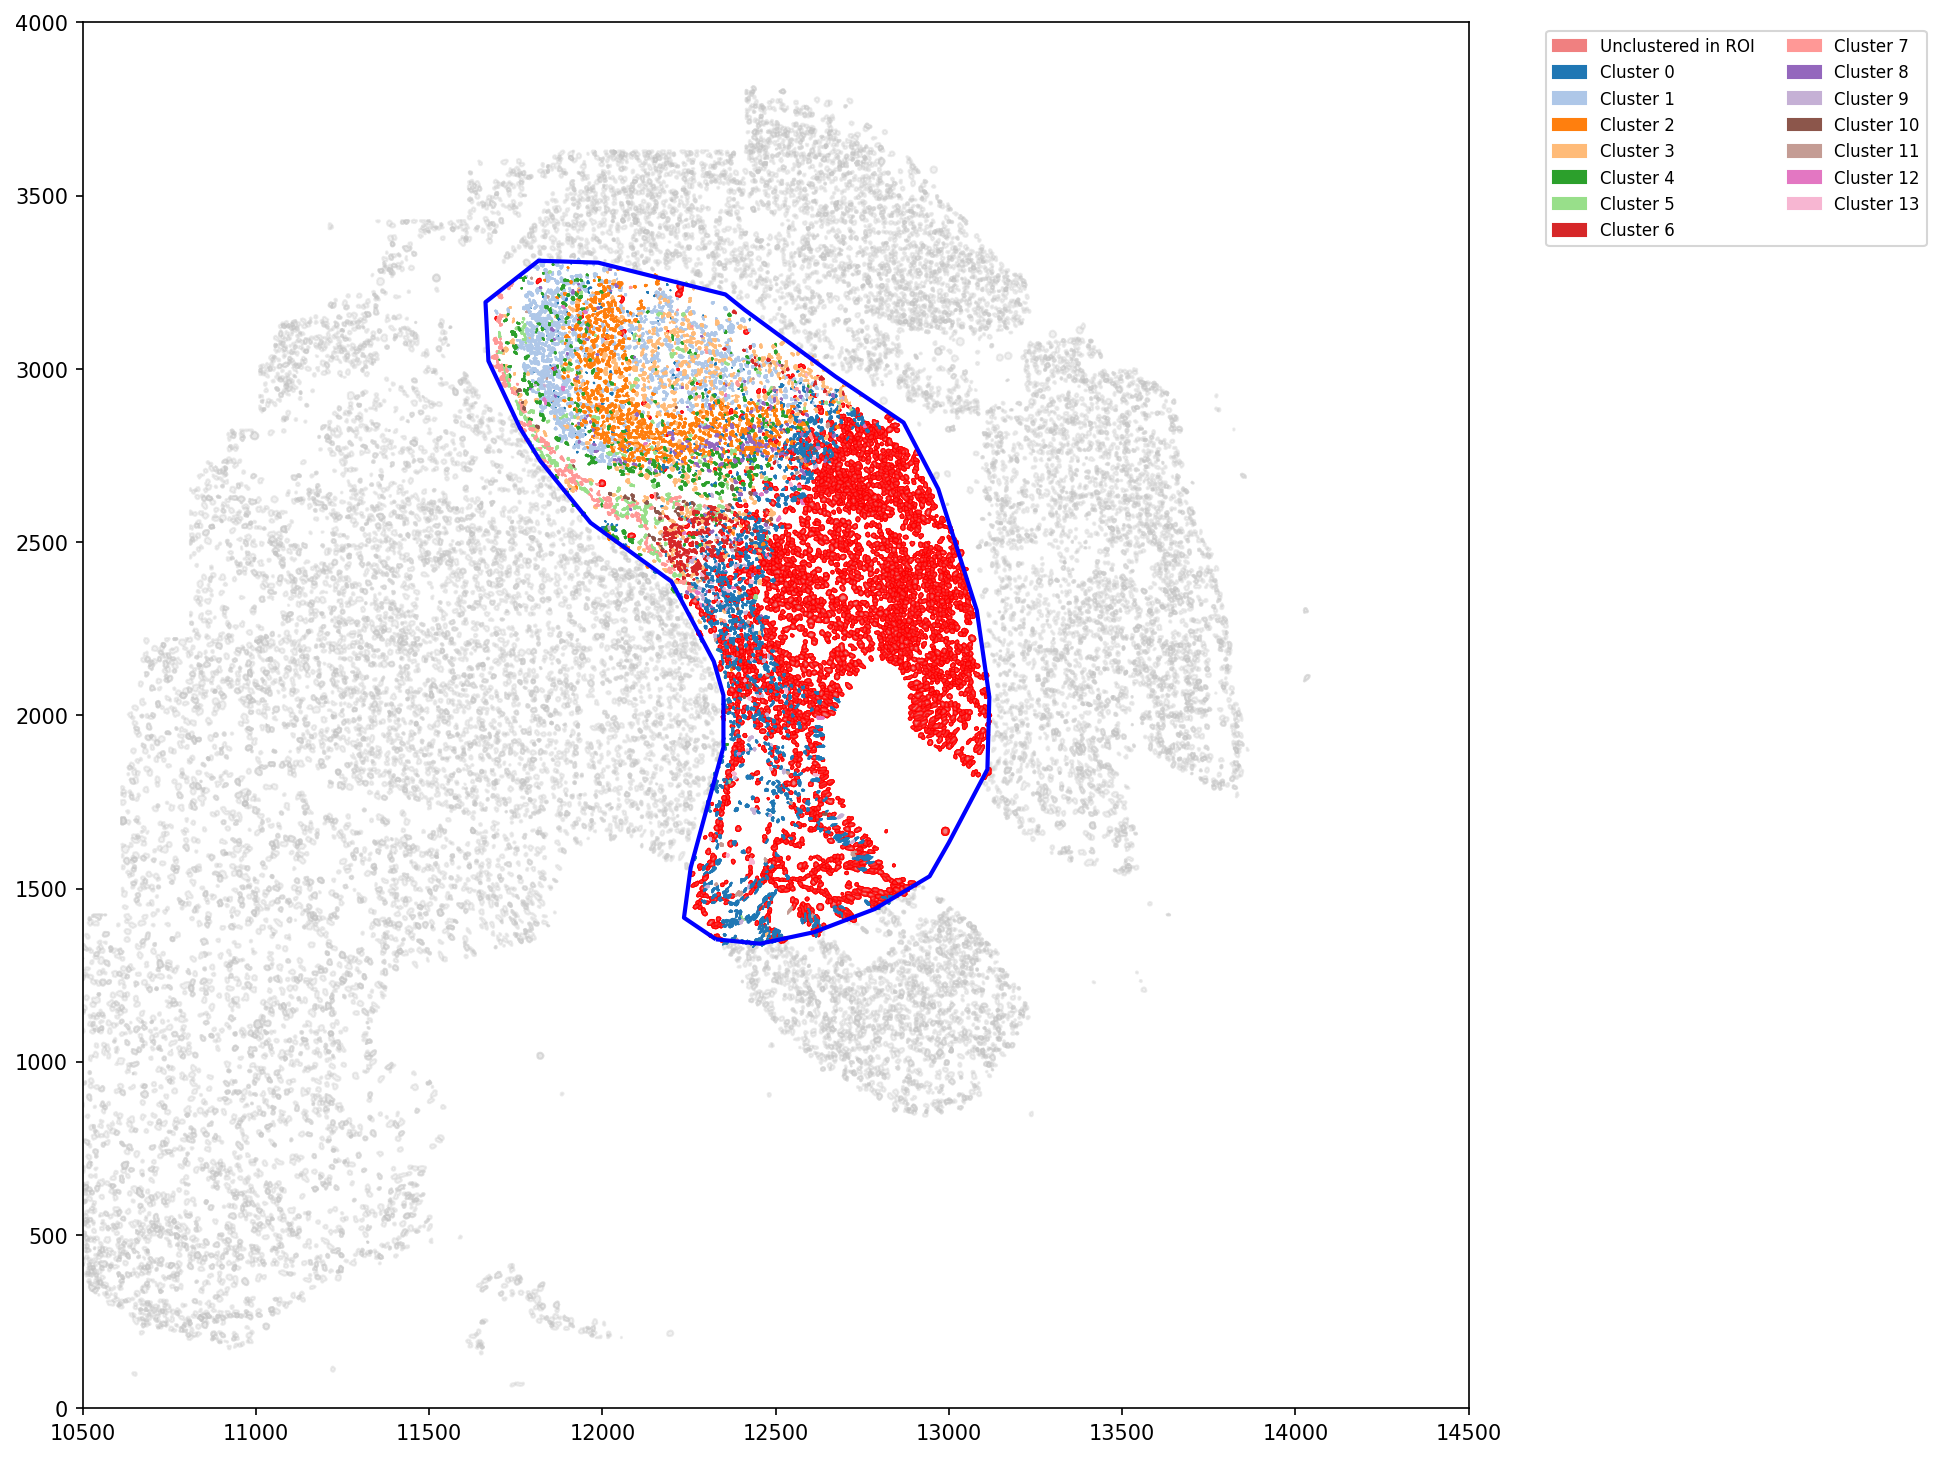 4000
3500
3000
2500
2000
1500
1000
500
0
10500 11000 11500 12000 12500 13000 13500 14000 14500
Unclustered in ROI
Cluster 0
Cluster 1
Cluster 2
Cluster 3
Cluster 4
Cluster 5
Cluster 6
Cluster 7
Cluster 8
Cluster 9
Cluster 10
Cluster 11
Cluster 12
Cluster 13